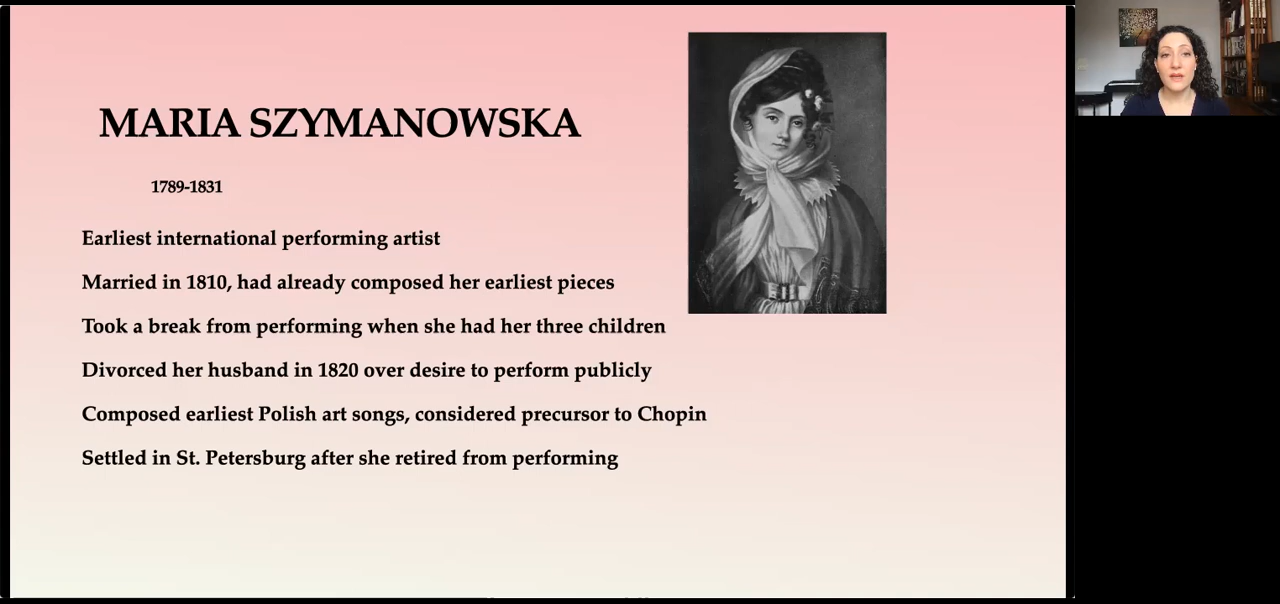 MARIA SZYMANOWSKA
1789-1831
Earliest international performing artist
Married in 1810, had already composed her earliest pieces
Took a break from performing when she had her three children
Divorced her husband in 1820 over desire to perform publicly
Composed earliest Polish art songs, considered precursor to Chopin
Settled in St. Petersburg after she retired from performing